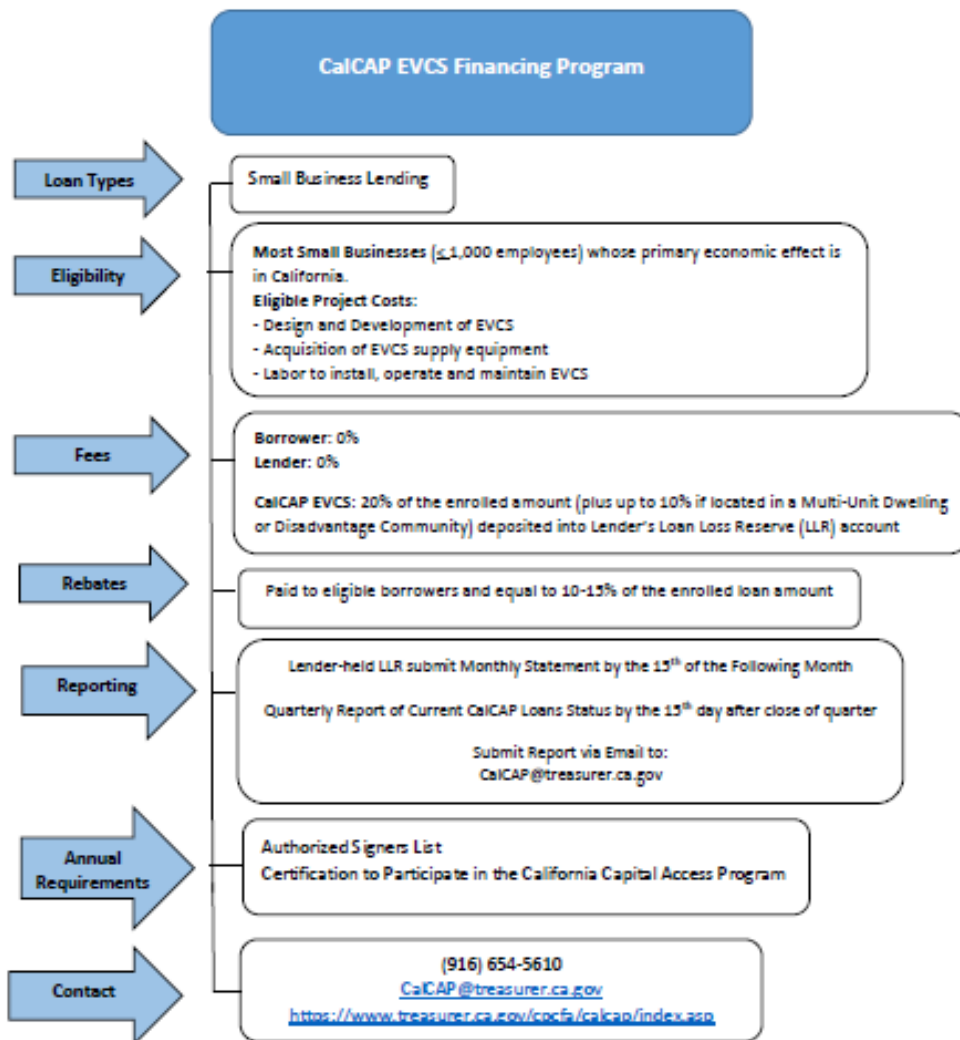 CalCAP EVCS Financing Program
Loan Types
Small Business Lending
Eligibility
Most Small Businesses (≤ 1,000 employees) whose primary economic effect is
in California.
Eligible Project Costs:
- Design and Development of EVCS
- Acquisition of EVCS supply equipment
- Labor to install, operate and maintain EVCS
Fees
Borrower: 0%
Lender: 0%
CalCAP EVCS: 20% of the enrolled amount (plus up to 10% if located in a Multi-Unit Dwelling
or Disadvantage Community) deposited into Lender's Loan Loss Reserve (LLR) account
Rebates
Paid to eligible borrowers and equal to 10-15% of the enrolled loan amount
Reporting
Lender-held LLR submit Monthly Statement by the 15th of the Following Month
Quarterly Report of Current CalCAP Loans Status by the 15th day after close of quarter
Submit Report via Email to:
CalCAP@treasurer.ca.gov
Annual
Requirements
Authorized Signers List
Certification to Participate in the California Capital Access Program
Contact
(916) 654-5610
CalCAP@treasurer.ca.gov
https://www.treasurer.ca.gov/cpcfa/calcap/index.asp